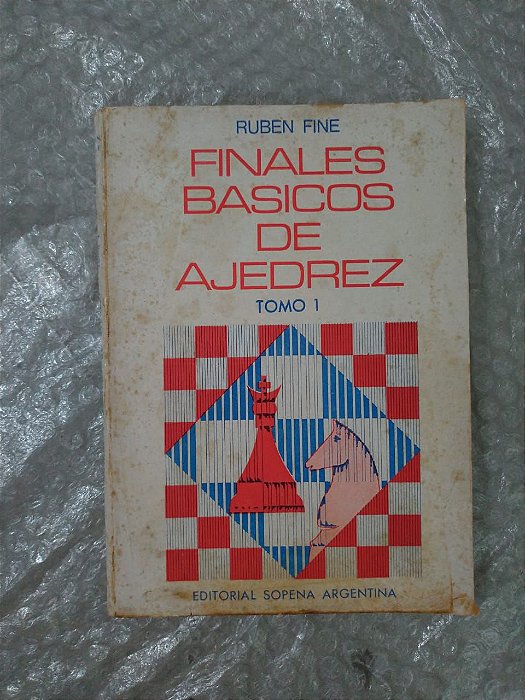 RUBEN FINE
FINALES
BASICOS
DE
AJEDREZ
TOMO 1
EDITORIAL SOPENA ARGENTINA